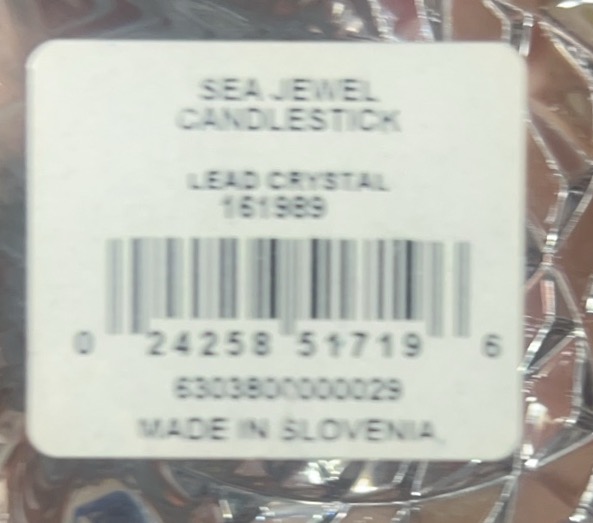 SEA JEWEL
CANDLESTICK
LEAD CRYSTAL
161989
0 24258 51719 6
6303800000029
MADE IN SLOVENIA